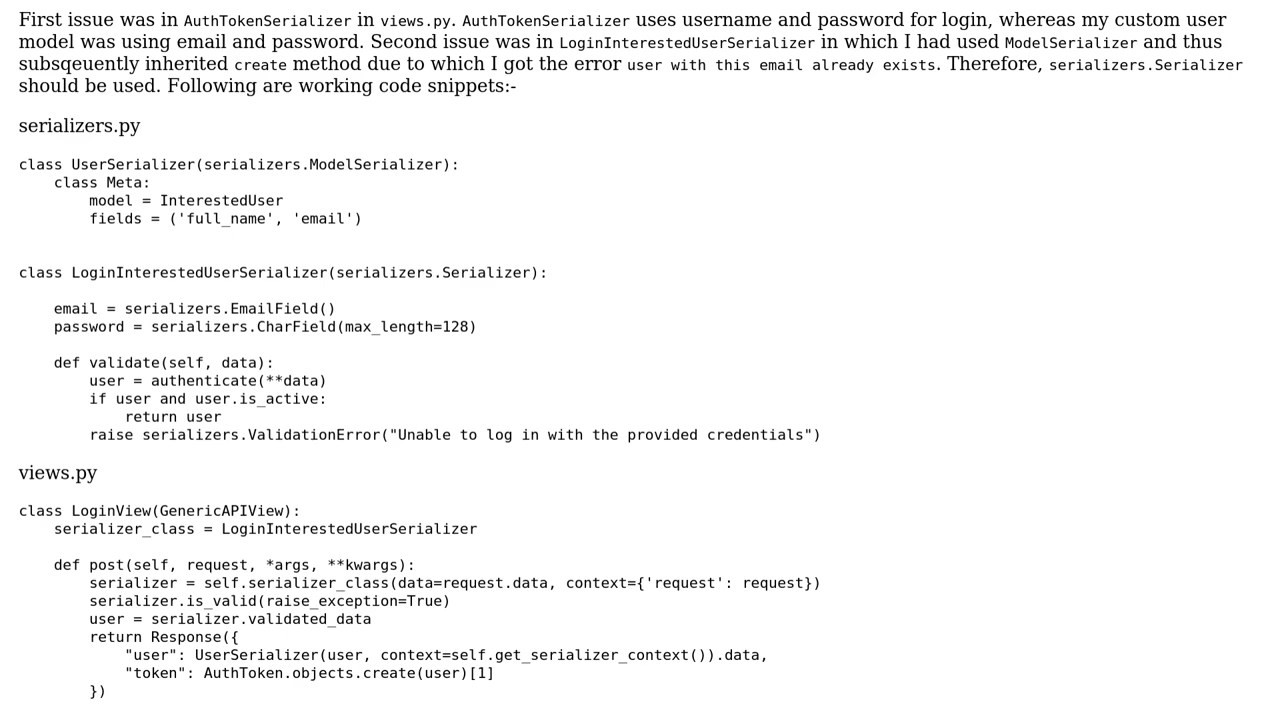 First issue was in AuthTokenSerializer in views.py. AuthTokenSerializer uses username and password for login, whereas my custom user
model was using email and password. Second issue was in LoginInterestedUserSerializer in which I had used ModelSerializer and thus
subsqeuently inherited create method due to which I got the error user with this email already exists. Therefore, serializers.Serializer
should be used. Following are working code snippets:-
serializers.py
class UserSerializer(serializers.ModelSerializer):
    class Meta:
        model = InterestedUser
        fields = ('full_name', 'email')
class LoginInterestedUserSerializer(serializers.Serializer):
    email = serializers.EmailField()
    password = serializers.CharField(max_length=128)
    def validate(self, data):
        user = authenticate(**data)
        if user and user.is_active:
            return user
        raise serializers.ValidationError("Unable to log in with the provided credentials")
views.py
class LoginView(GenericAPIView):
    serializer_class = LoginInterestedUserSerializer
    def post(self, request, *args, **kwargs):
        serializer = self.serializer_class(data=request.data, context={'request': request})
        serializer.is_valid(raise_exception=True)
        user = serializer.validated_data
        return Response({
            "user": UserSerializer(user, context=self.get_serializer_context()).data,
            "token": AuthToken.objects.create(user)[1]
        })